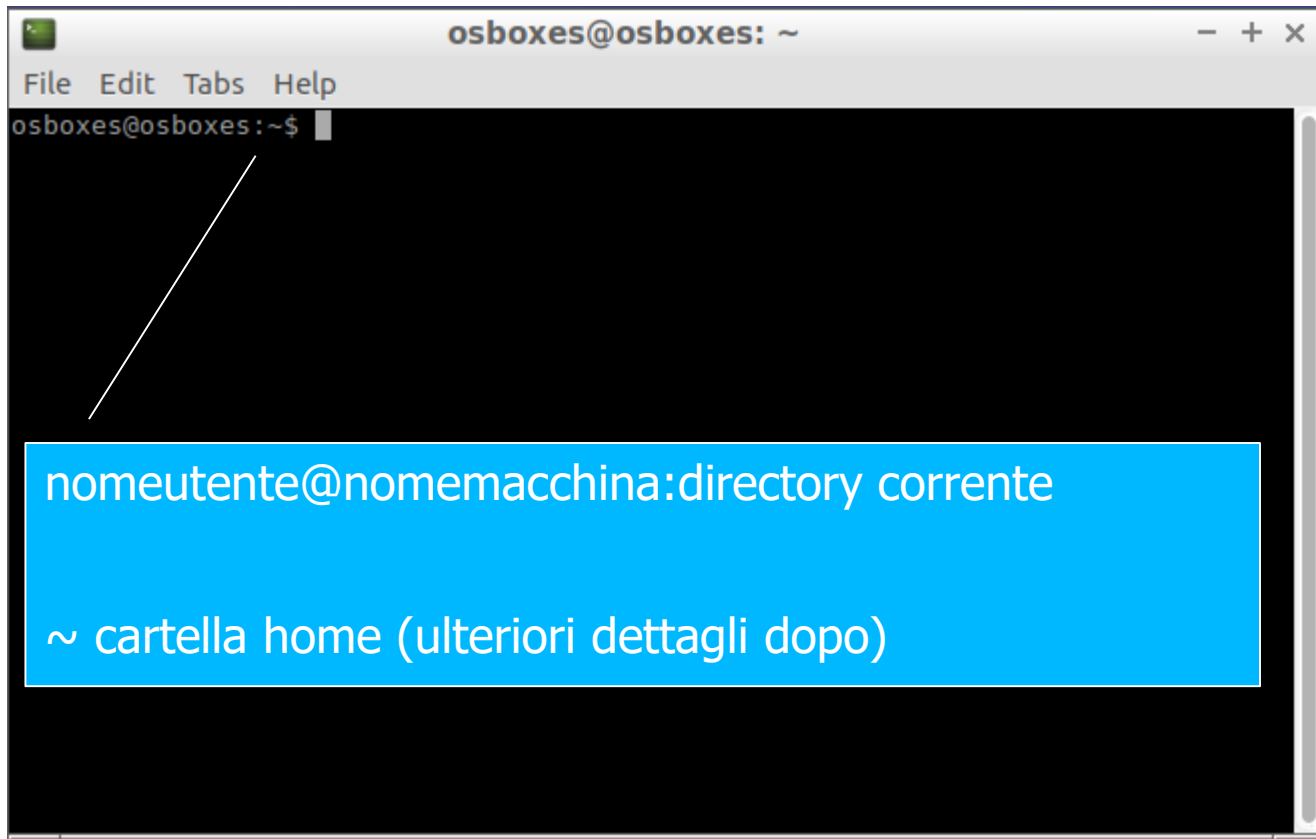 osboxes@osboxes: ~
File Edit Tabs Help
osboxes@osboxes:~$
nomeutente@nomemacchina:directory corrente
~ cartella home (ulteriori dettagli dopo)